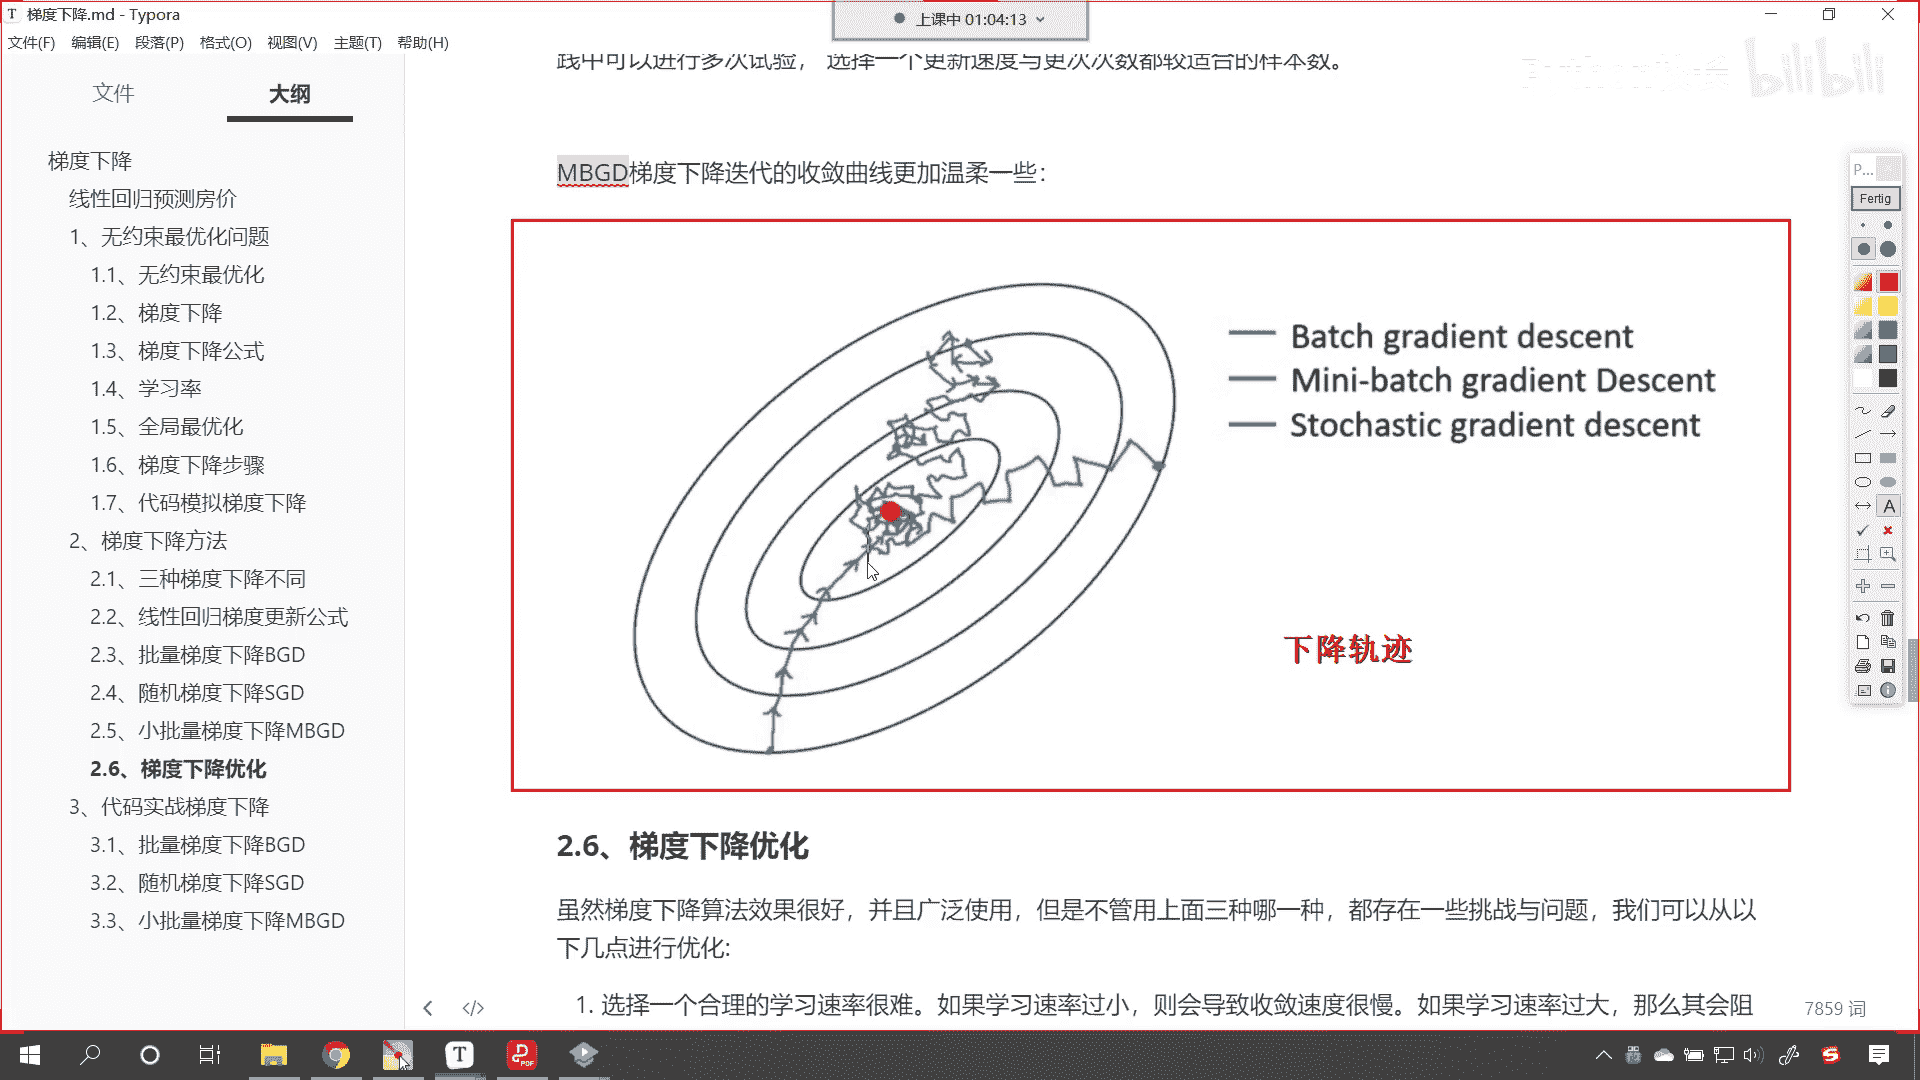 梯度下降.md - Typora
上课中 01:04:13
文件(F) 编辑(E) 段落(P) 格式(O) 视图(V) 主题(T) 帮助(H)
文件 大纲
梯度下降
线性回归预测房价
1、无约束最优化问题
1.1、无约束最优化
1.2、梯度下降
1.3、梯度下降公式
1.4、学习率
1.5、全局最优化
1.6、梯度下降步骤
1.7、代码模拟梯度下降
2、梯度下降方法
2.1、三种梯度下降不同
2.2、线性回归梯度更新公式
2.3、批量梯度下降BGD
2.4、随机梯度下降SGD
2.5、小批量梯度下降MBGD
2.6、梯度下降优化
3、代码实战梯度下降
3.1、批量梯度下降BGD
3.2、随机梯度下降SGD
3.3、小批量梯度下降MBGD
践中可以进行多次试验， 选择一个更新速度与更次次数都较适合的样本数。
bilibili
MBGD梯度下降迭代的收敛曲线更加温柔一些：
Batch gradient descent
Mini-batch gradient Descent
Stochastic gradient descent
下降轨迹
2.6、梯度下降优化
虽然梯度下降算法效果很好，并且广泛使用，但是不管用上面三种哪一种，都存在一些挑战与问题，我们可以从以
下几点进行优化:
1. 选择一个合理的学习速率很难。如果学习速率过小，则会导致收敛速度很慢。如果学习速率过大，那么其会阻
7859 词
P...
Fertig
A